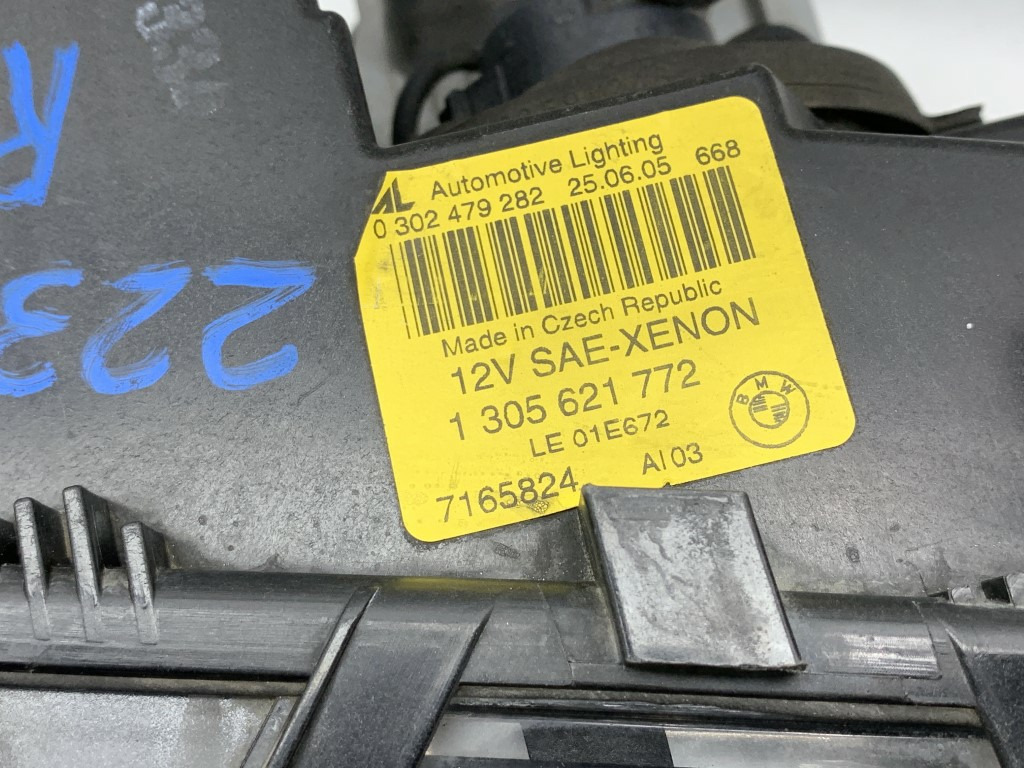 AL Automotive Lighting
0 302 479 282 25.06.05 668
Made in Czech Republic
12V SAE-XENON
1 305 621 772
LE 01E672
BMW
7165824 AI 03
223